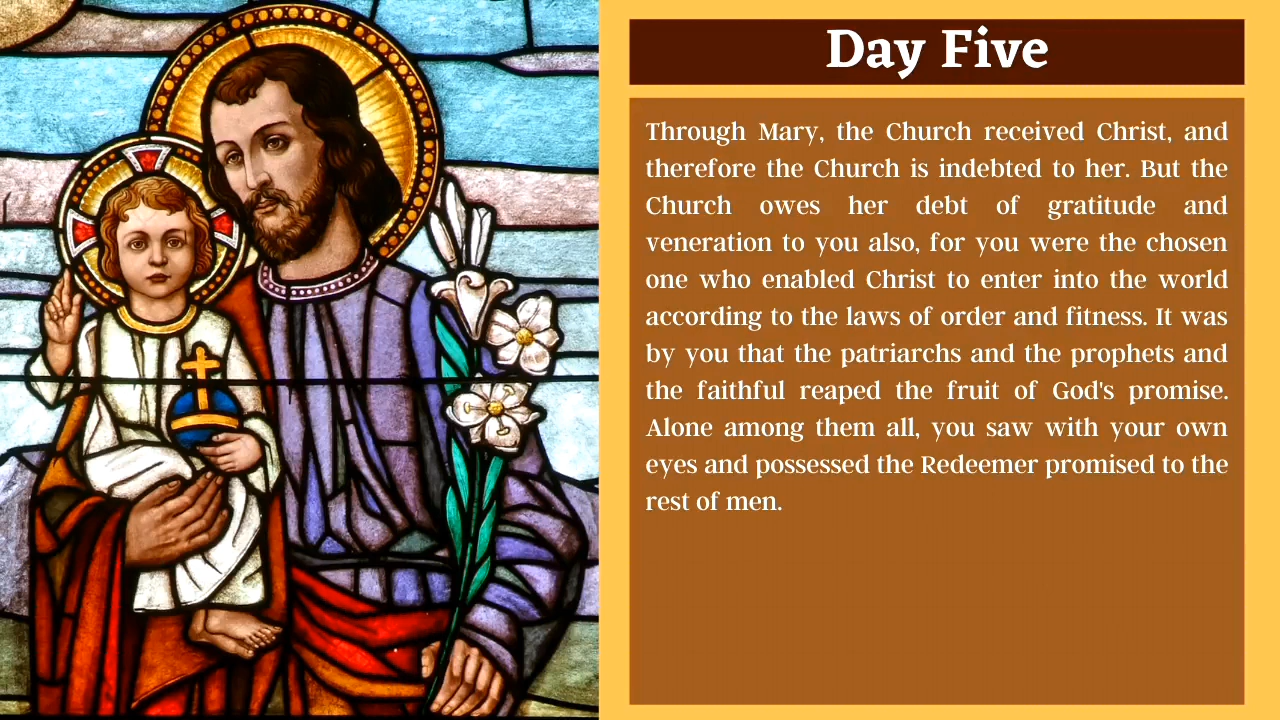 Day Five
Through Mary, the Church received Christ, and
therefore the Church is indebted to her. But the
Church owes her debt of gratitude and
veneration to you also, for you were the chosen
one who enabled Christ to enter into the world
according to the laws of order and fitness. It was
by you that the patriarchs and the prophets and
the faithful reaped the fruit of God's promise.
Alone among them all, you saw with your own
eyes and possessed the Redeemer promised to the
rest of men.